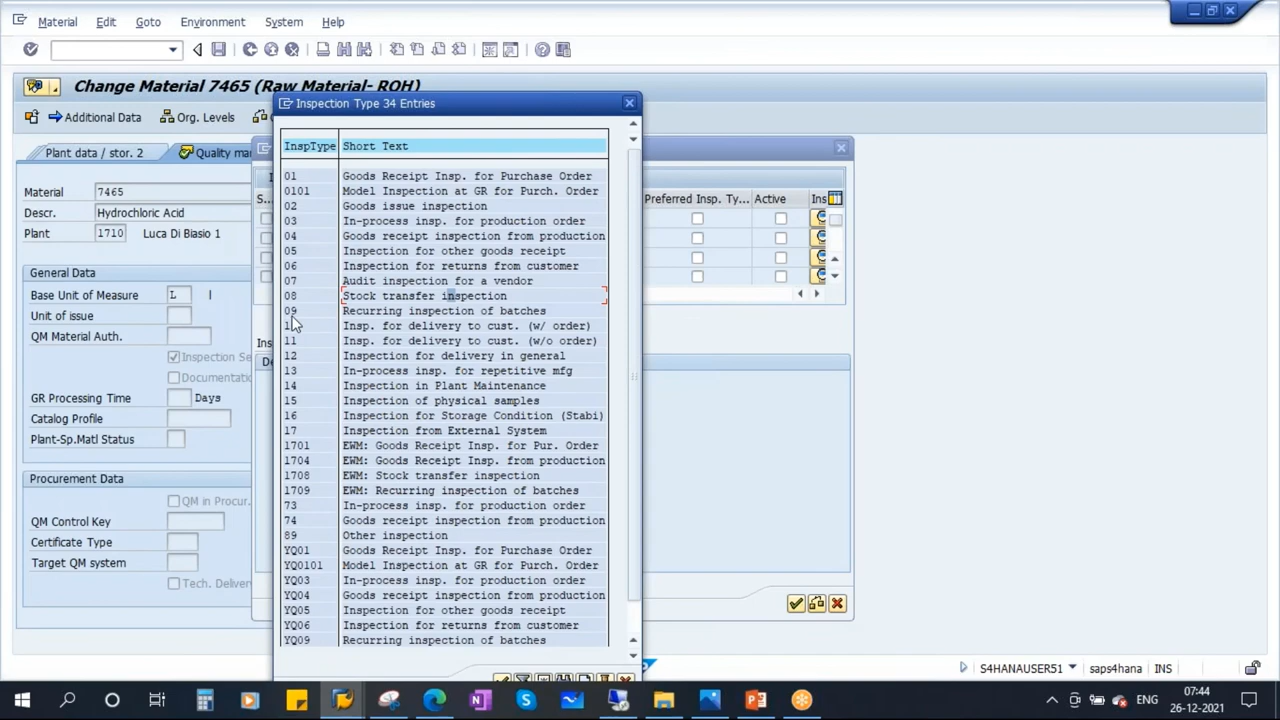 Material Edit Goto Environment System Help
Change Material 7465 (Raw Material- ROH)
Additional Data Org. Levels
Plant data / stor. 2 Quality
Material 7465
Descr. Hydrochloric Acid
Plant 1710 Luca Di Biasio 1
General Data
Base Unit of Measure L l
Unit of issue
QM Material Auth.
Inspection
GR Processing Time Days
Catalog Profile
Plant-Sp.Matl Status
Procurement Data
QM in Procur.
QM Control Key
Certificate Type
Target QM system
Tech.
Inspection Type 34 Entries
InspType Short Text
01 Goods Receipt Insp. for Purchase Order
0101 Model Inspection at GR for Purch. Order
02 Goods issue inspection
03 In-process insp. for production order
04 Goods receipt inspection from production
05 Inspection for other goods receipt
06 Inspection for returns from customer
07 Audit inspection for a vendor
08 Stock transfer inspection
09 Recurring inspection of batches
Insp. for delivery to cust. (w/ order)
11 Insp. for delivery to cust. (w/o order)
12 Inspection for delivery in general
13 In-process insp. for repetitive mfg
14 Inspection in Plant Maintenance
15 Inspection of physical samples
16 Inspection for Storage Condition (Stabi)
17 Inspection from External System
1701 EWM: Goods Receipt Insp. for Pur. Order
1704 EWM: Goods Receipt Insp. from production
1708 EWM: Stock transfer inspection
1709 EWM: Recurring inspection of batches
73 In-process insp. for production order
74 Goods receipt inspection from production
89 Other inspection
YQ01 Goods Receipt Insp. for Purchase Order
YQ0101 Model Inspection at GR for Purch. Order
YQ03 In-process insp. for production order
YQ04 Goods receipt inspection from production
YQ05 Inspection for other goods receipt
YQ06 Inspection for returns from customer
YQ09 Recurring inspection of batches
S... Preferred Insp. Ty... Active Ins
S4HANAUSER51 saps4hana INS
ENG 07:44
26-12-2021